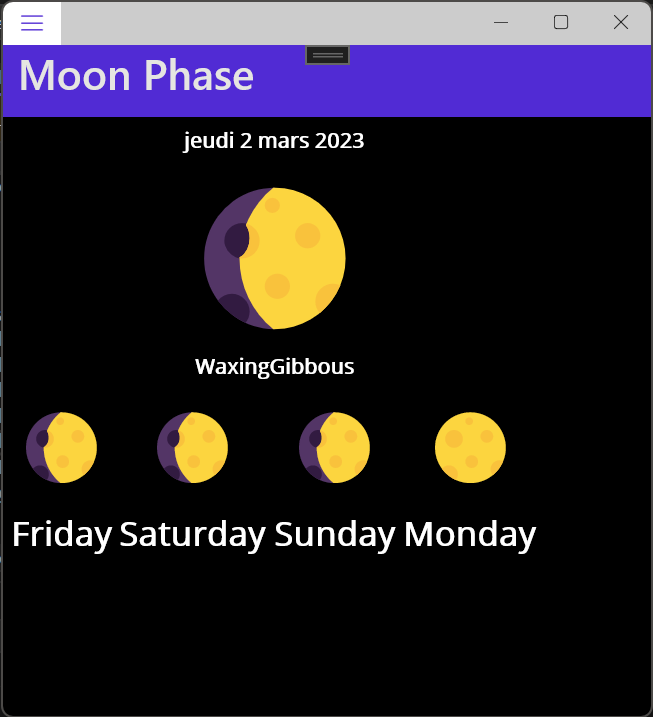 Moon Phase
jeudi 2 mars 2023
WaxingGibbous
Friday Saturday Sunday Monday